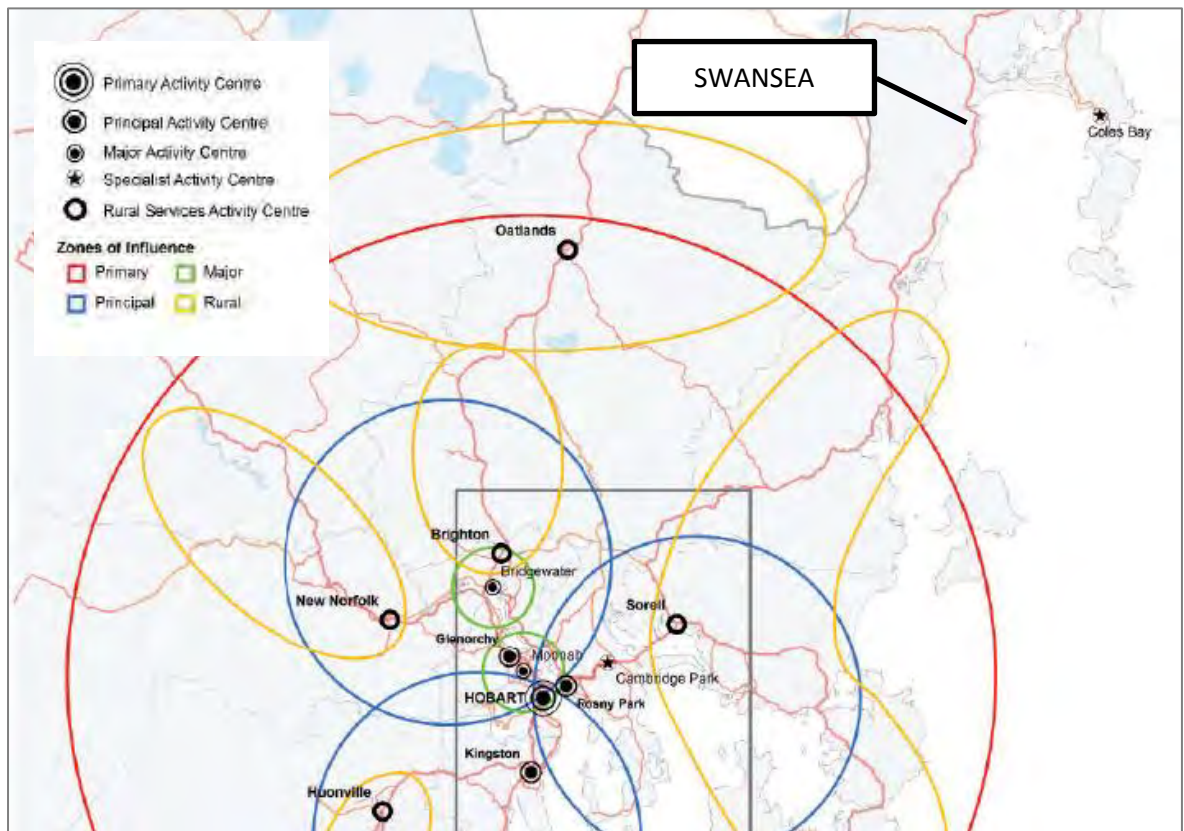 SWANSEA
Primary Activity Centre
Principal Activity Centre
Major Activity Centre
Specialist Activity Centre
Rural Services Activity Centre
Zones of Influence
Primary
Major
Principal
Rural
Coles Bay
Oatlands
Brighton
Bridgewater
New Norfolk
Sorell
Glenorchy
Moonah
Cambridge Park
HOBART
Rosny Park
Kingston
Huonville